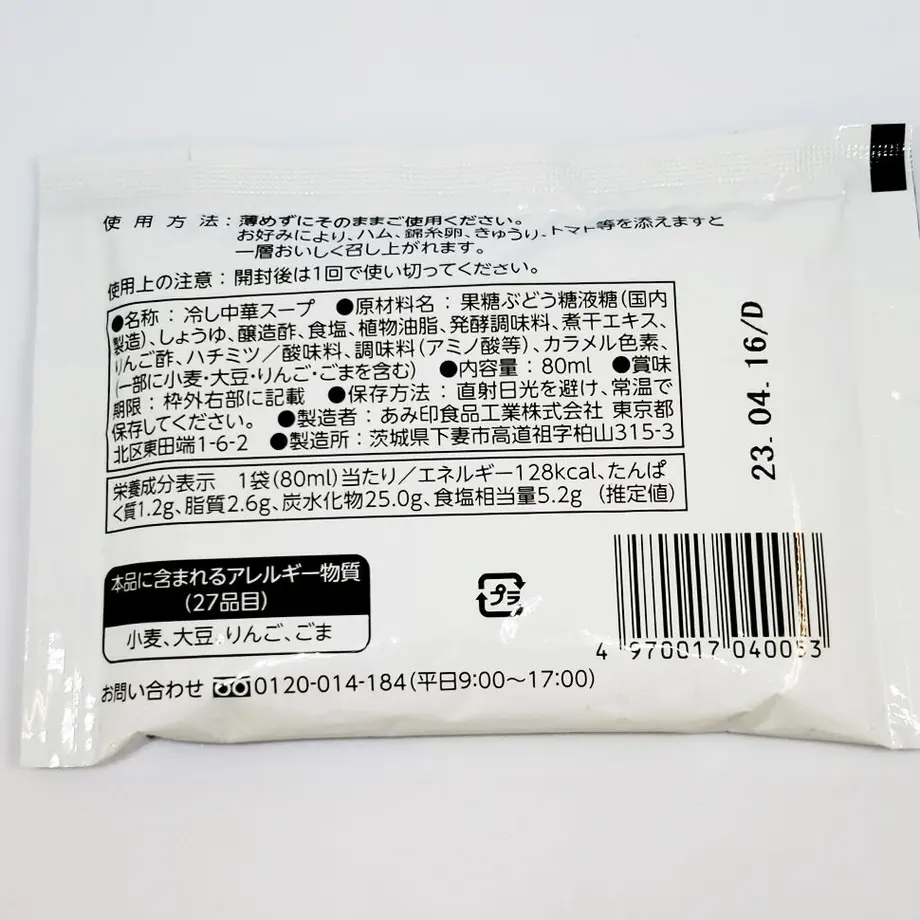 使用方法：薄めずにそのままご使用ください。
お好みにより、ハム、錦糸卵、きゅうり、トマト等を添えますと
一層おいしく召し上がれます。
使用上の注意：開封後は1回で使い切ってください。
●名称：冷し中華スープ ●原材料名：果糖ぶどう糖液糖（国内
製造）、しょうゆ、醸造酢、食塩、植物油脂、発酵調味料、煮干エキス、
りんご酢、ハチミツ／酸味料、調味料（アミノ酸等）、カラメル色素、
（一部に小麦・大豆・りんご・ごまを含む） ●内容量：80ml ●賞味
期限：枠外右部に記載 ●保存方法：直射日光を避け、常温で
保存してください。 ●製造者：あみ印食品工業株式会社 東京都
北区東田端1-6-2 ●製造所：茨城県下妻市高道祖字柏山315-3
栄養成分表示 1袋（80ml）当たり／エネルギー128kcal、たんぱ
く質1.2g、脂質2.6g、炭水化物25.0g、食塩相当量5.2g （推定値）
23. 04. 16/D
本品に含まれるアレルギー物質
（27品目）
小麦、大豆、りんご、ごま
プラ
4 970017 040053
お問い合わせ 0120-014-184（平日9:00〜17:00）